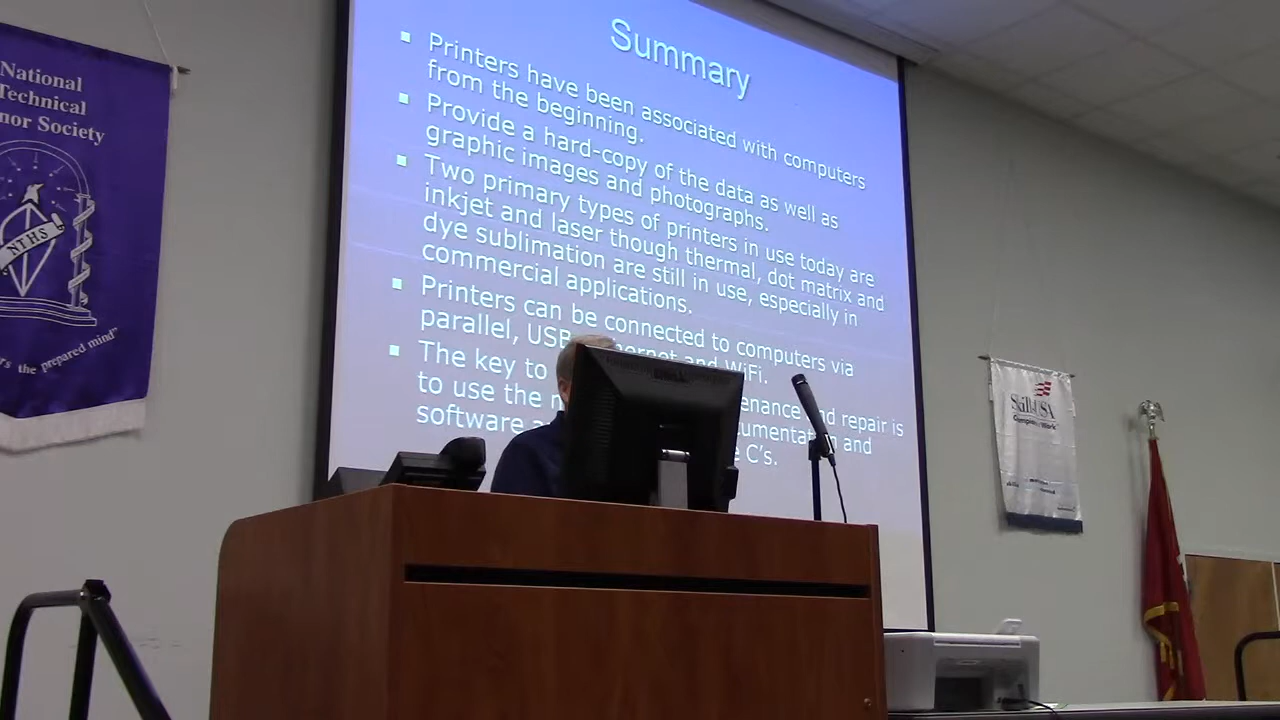 National
Technical
nor Society
NTHS
the prepared mind"
Summary
Printers have been associated with computers
from the beginning.
Provide a hard-copy of the data as well as
graphic images and photographs.
Two primary types of printers in use today are
inkjet and laser though thermal, dot matrix and
dye sublimation are still in use, especially in
commercial applications.
Printers can be connected to computers via
parallel, USB and WiFi.
The key to and repair is
to use the and
software C's.
SkillsUSA